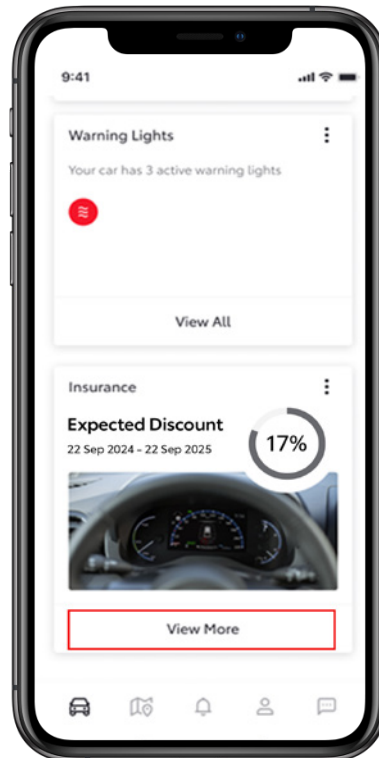 9:41
Warning Lights
Your car has 3 active warning lights
View All
Insurance
Expected Discount
22 Sep 2024 - 22 Sep 2025
17%
View More